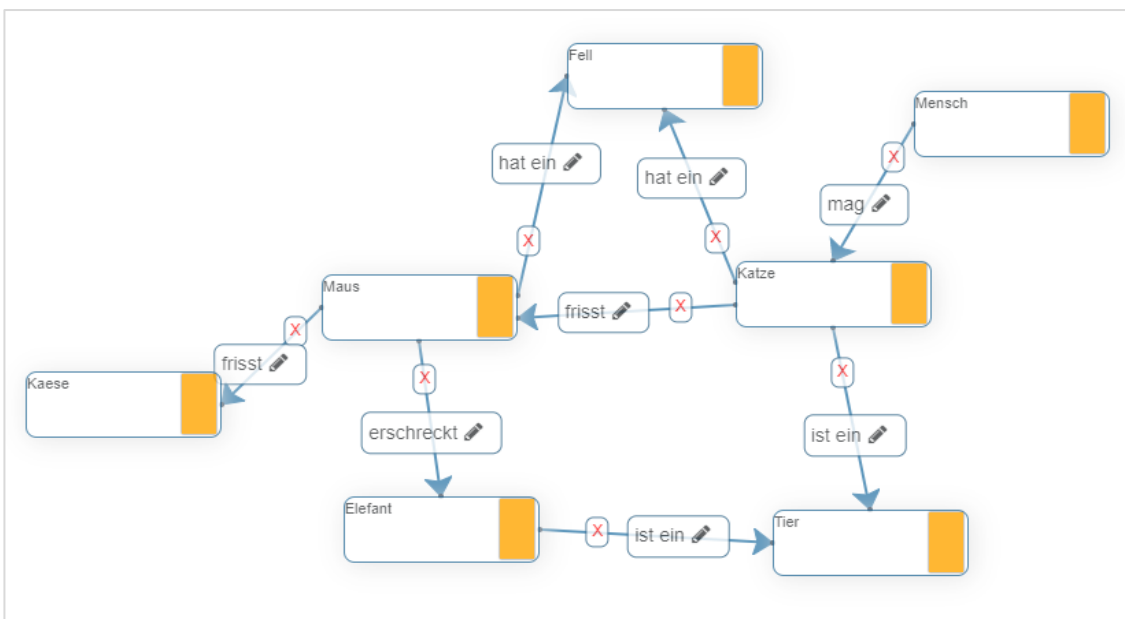 Fell
Mensch
hat ein
X
hat ein
mag
X
X
Katze
Maus
frisst
X
X
frisst
Kaese
X
X
erschreckt
ist ein
Elefant
Tier
X
ist ein